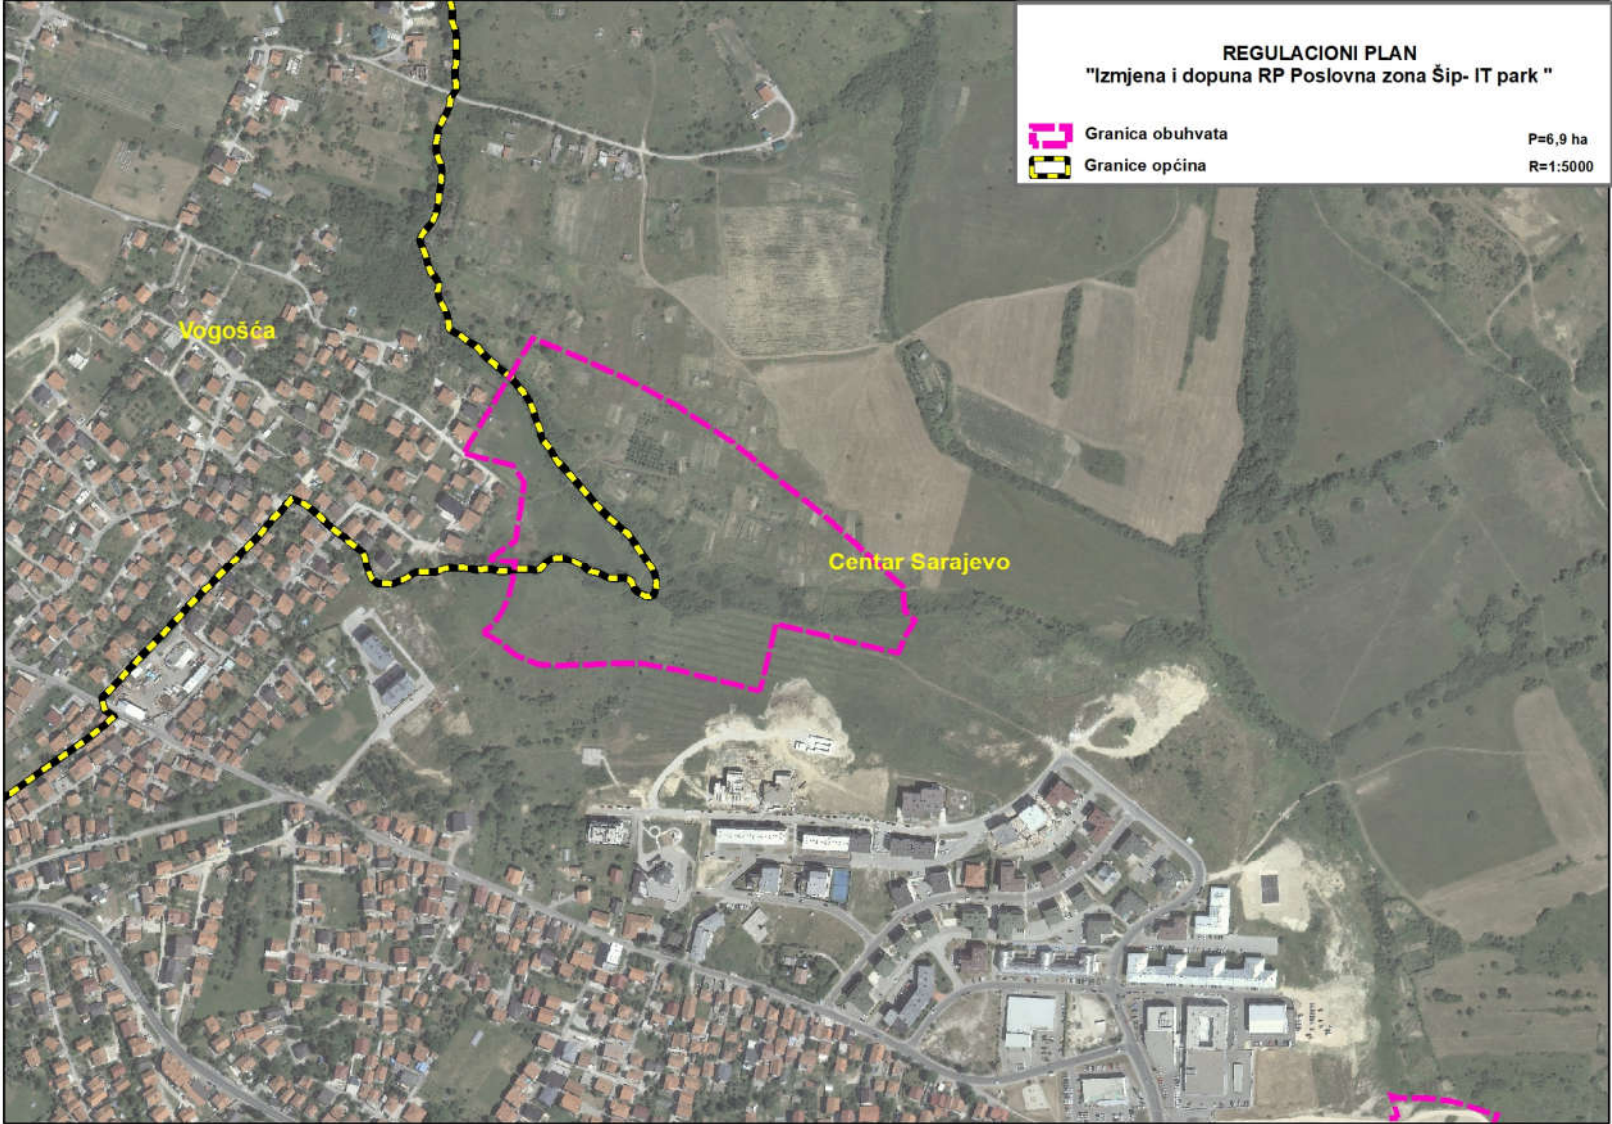 REGULACIONI PLAN
"Izmjena i dopuna RP Poslovna zona Šip- IT park "
Granica obuhvata
P=6,9 ha
Granice općina
R=1:5000
Vogošća
Centar Sarajevo